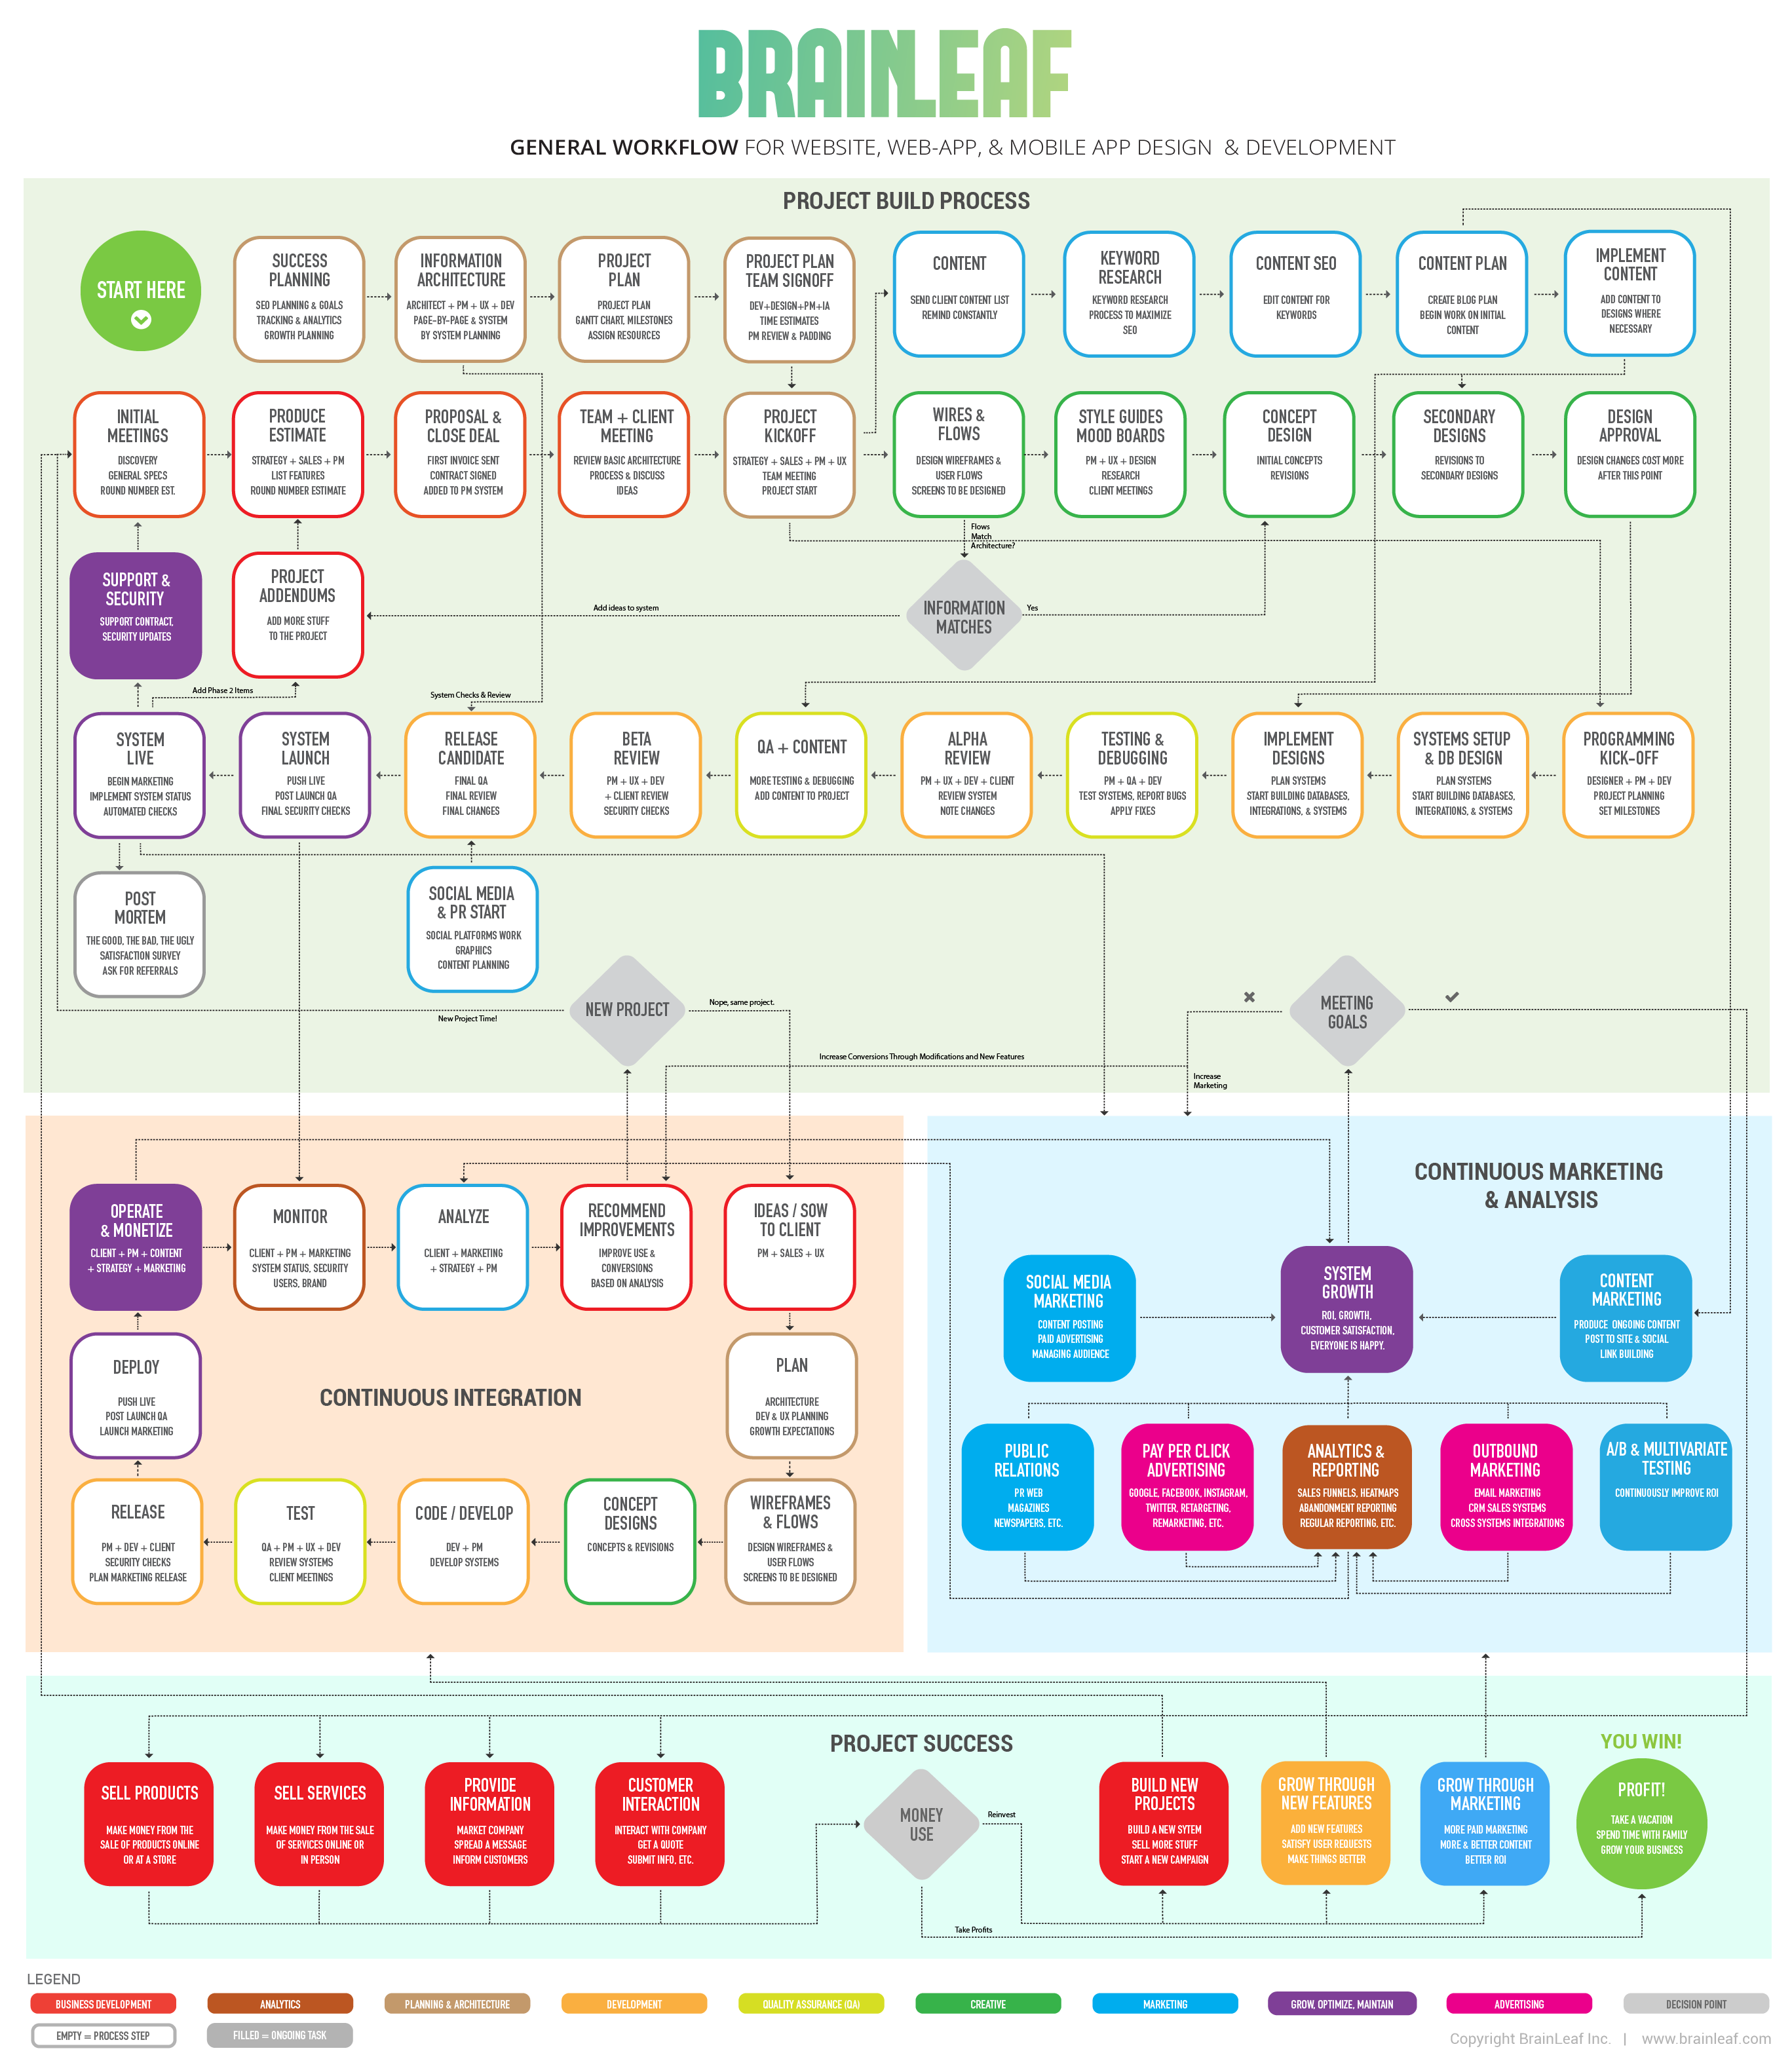 BRAINLEAF
GENERAL WORKFLOW FOR WEBSITE, WEB-APP, & MOBILE APP DESIGN & DEVELOPMENT
PROJECT BUILD PROCESS
START HERE
SUCCESS
PLANNING
SEO PLANNING & GOALS
TRACKING & ANALYTICS
GROWTH PLANNING
INFORMATION
ARCHITECTURE
ARCHITECT + PM + UX + DEV
PAGE-BY-PAGE & SYSTEM
BY SYSTEM PLANNING
PROJECT
PLAN
PROJECT PLAN
GANTT CHART, MILESTONES
ASSIGN RESOURCES
PROJECT PLAN
TEAM SIGNOFF
DEV+DESIGN+PM+IA
TIME ESTIMATES
PM REVIEW & PADDING
CONTENT
SEND CLIENT CONTENT LIST
REMIND CONSTANTLY
KEYWORD
RESEARCH
KEYWORD RESEARCH
PROCESS TO MAXIMIZE
SEO
CONTENT SEO
EDIT CONTENT FOR
KEYWORDS
CONTENT PLAN
CREATE BLOG PLAN
BEGIN WORK ON INITIAL
CONTENT
IMPLEMENT
CONTENT
ADD CONTENT TO
DESIGNS WHERE
NECESSARY
INITIAL
MEETINGS
DISCOVERY
GENERAL SPECS
ROUND NUMBER EST.
PRODUCE
ESTIMATE
STRATEGY + SALES + PM
LIST FEATURES
ROUND NUMBER ESTIMATE
PROPOSAL &
CLOSE DEAL
FIRST INVOICE SENT
CONTRACT SIGNED
ADDED TO PM SYSTEM
TEAM + CLIENT
MEETING
REVIEW BASIC ARCHITECTURE
PROCESS & DISCUSS
IDEAS
PROJECT
KICKOFF
STRATEGY + SALES + PM + UX
TEAM MEETING
PROJECT START
WIRES &
FLOWS
DESIGN WIREFRAMES &
USER FLOWS
SCREENS TO BE DESIGNED
STYLE GUIDES
MOOD BOARDS
PM + UX + DESIGN
RESEARCH
CLIENT MEETINGS
CONCEPT
DESIGN
INITIAL CONCEPTS
REVISIONS
SECONDARY
DESIGNS
REVISIONS TO
SECONDARY DESIGNS
DESIGN
APPROVAL
DESIGN CHANGES COST MORE
AFTER THIS POINT
Flows
Match
Architecture?
SUPPORT &
SECURITY
SUPPORT CONTRACT,
SECURITY UPDATES
PROJECT
ADDENDUMS
ADD MORE STUFF
TO THE PROJECT
Add ideas to system
INFORMATION
MATCHES
Yes
Add Phase 2 Items
System Checks & Review
SYSTEM
LIVE
BEGIN MARKETING
IMPLEMENT SYSTEM STATUS
AUTOMATED CHECKS
SYSTEM
LAUNCH
PUSH LIVE
POST LAUNCH QA
FINAL SECURITY CHECKS
RELEASE
CANDIDATE
FINAL QA
FINAL REVIEW
FINAL CHANGES
BETA
REVIEW
PM + UX + DEV
+ CLIENT REVIEW
SECURITY CHECKS
QA + CONTENT
MORE TESTING & DEBUGGING
ADD CONTENT TO PROJECT
ALPHA
REVIEW
PM + UX + DEV + CLIENT
REVIEW SYSTEM
NOTE CHANGES
TESTING &
DEBUGGING
PM + QA + DEV
TEST SYSTEMS, REPORT BUGS
APPLY FIXES
IMPLEMENT
DESIGNS
PLAN SYSTEMS
START BUILDING DATABASES,
INTEGRATIONS, & SYSTEMS
SYSTEMS SETUP
& DB DESIGN
PLAN SYSTEMS
START BUILDING DATABASES,
INTEGRATIONS, & SYSTEMS
PROGRAMMING
KICK-OFF
DESIGNER + PM + DEV
PROJECT PLANNING
SET MILESTONES
POST
MORTEM
THE GOOD, THE BAD, THE UGLY
SATISFACTION SURVEY
ASK FOR REFERRALS
SOCIAL MEDIA
& PR START
SOCIAL PLATFORMS WORK
GRAPHICS
CONTENT PLANNING
New Project Time!
NEW PROJECT
Nope, same project.
MEETING
GOALS
Increase Conversions Through Modifications and New Features
Increase
Marketing
OPERATE
& MONETIZE
CLIENT + PM + CONTENT
+ STRATEGY + MARKETING
MONITOR
CLIENT + PM + MARKETING
SYSTEM STATUS, SECURITY
USERS, BRAND
ANALYZE
CLIENT + MARKETING
+ STRATEGY + PM
RECOMMEND
IMPROVEMENTS
IMPROVE USE &
CONVERSIONS
BASED ON ANALYSIS
IDEAS / SOW
TO CLIENT
PM + SALES + UX
DEPLOY
PUSH LIVE
POST LAUNCH QA
LAUNCH MARKETING
CONTINUOUS INTEGRATION
PLAN
ARCHITECTURE
DEV & UX PLANNING
GROWTH EXPECTATIONS
RELEASE
PM + DEV + CLIENT
SECURITY CHECKS
PLAN MARKETING RELEASE
TEST
QA + PM + UX + DEV
REVIEW SYSTEMS
CLIENT MEETINGS
CODE / DEVELOP
DEV + PM
DEVELOP SYSTEMS
CONCEPT
DESIGNS
CONCEPTS & REVISIONS
WIREFRAMES
& FLOWS
DESIGN WIREFRAMES &
USER FLOWS
SCREENS TO BE DESIGNED
CONTINUOUS MARKETING
& ANALYSIS
SOCIAL MEDIA
MARKETING
CONTENT POSTING
PAID ADVERTISING
MANAGING AUDIENCE
SYSTEM
GROWTH
ROI, GROWTH,
CUSTOMER SATISFACTION,
EVERYONE IS HAPPY.
CONTENT
MARKETING
PRODUCE ONGOING CONTENT
POST TO SITE & SOCIAL
LINK BUILDING
PUBLIC
RELATIONS
PR WEB
MAGAZINES
NEWSPAPERS, ETC.
PAY PER CLICK
ADVERTISING
GOOGLE, FACEBOOK, INSTAGRAM,
TWITTER, RETARGETING,
REMARKETING, ETC.
ANALYTICS &
REPORTING
SALES FUNNELS, HEATMAPS
ABANDONMENT REPORTING
REGULAR REPORTING, ETC.
OUTBOUND
MARKETING
EMAIL MARKETING
CRM SALES SYSTEMS
CROSS SYSTEMS INTEGRATIONS
A/B & MULTIVARIATE
TESTING
CONTINUOUSLY IMPROVE ROI
PROJECT SUCCESS
SELL PRODUCTS
MAKE MONEY FROM THE
SALE OF PRODUCTS ONLINE
OR AT A STORE
SELL SERVICES
MAKE MONEY FROM THE SALE
OF SERVICES ONLINE OR
IN PERSON
PROVIDE
INFORMATION
MARKET COMPANY
SPREAD A MESSAGE
INFORM CUSTOMERS
CUSTOMER
INTERACTION
INTERACT WITH COMPANY
GET A QUOTE
SUBMIT INFO, ETC.
MONEY
USE
Reinvest
Take Profits
BUILD NEW
PROJECTS
BUILD A NEW SYTEM
SELL MORE STUFF
START A NEW CAMPAIGN
GROW THROUGH
NEW FEATURES
ADD NEW FEATURES
SATISFY USER REQUESTS
MAKE THINGS BETTER
GROW THROUGH
MARKETING
MORE PAID MARKETING
MORE & BETTER CONTENT
BETTER ROI
YOU WIN!
PROFIT!
TAKE A VACATION
SPEND TIME WITH FAMILY
GROW YOUR BUSINESS
LEGEND
BUSINESS DEVELOPMENT
ANALYTICS
PLANNING & ARCHITECTURE
DEVELOPMENT
QUALITY ASSURANCE (QA)
CREATIVE
MARKETING
GROW, OPTIMIZE, MAINTAIN
ADVERTISING
DECISION POINT
EMPTY = PROCESS STEP
FILLED = ONGOING TASK
Copyright BrainLeaf Inc. | www.brainleaf.com